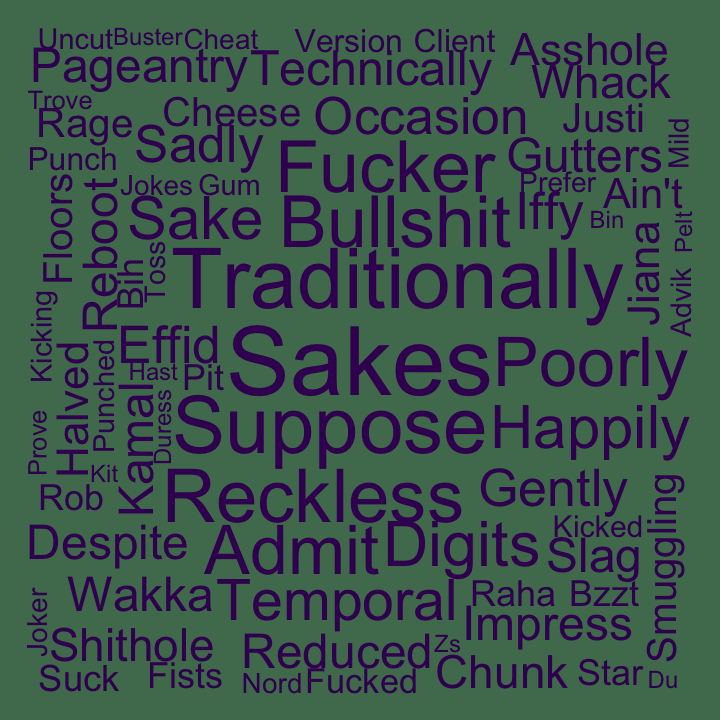 Uncut Buster Cheat Version Client Asshole
Pageantry Technically Whack
Trove Cheese Occasion Justi
Rage Sadly Fucker Gutters Mild
Punch Jokes Gum Prefer Ain't
Floors Reboot Sake Bullshit Iffy Bin Pelt
Bih Toss Traditionally Jiana Advik
Kicking Effid Sakes Poorly
Halved Punched Hast Pit
Prove Kamal Duress Suppose Happily
Kit Reckless Gently
Rob Kicked Smuggling
Despite Admit Digits Slag
Joker Wakka Temporal Raha Bzzt
Shithole Reduced Zs Impress
Suck Fists Nord Fucked Chunk Star Du